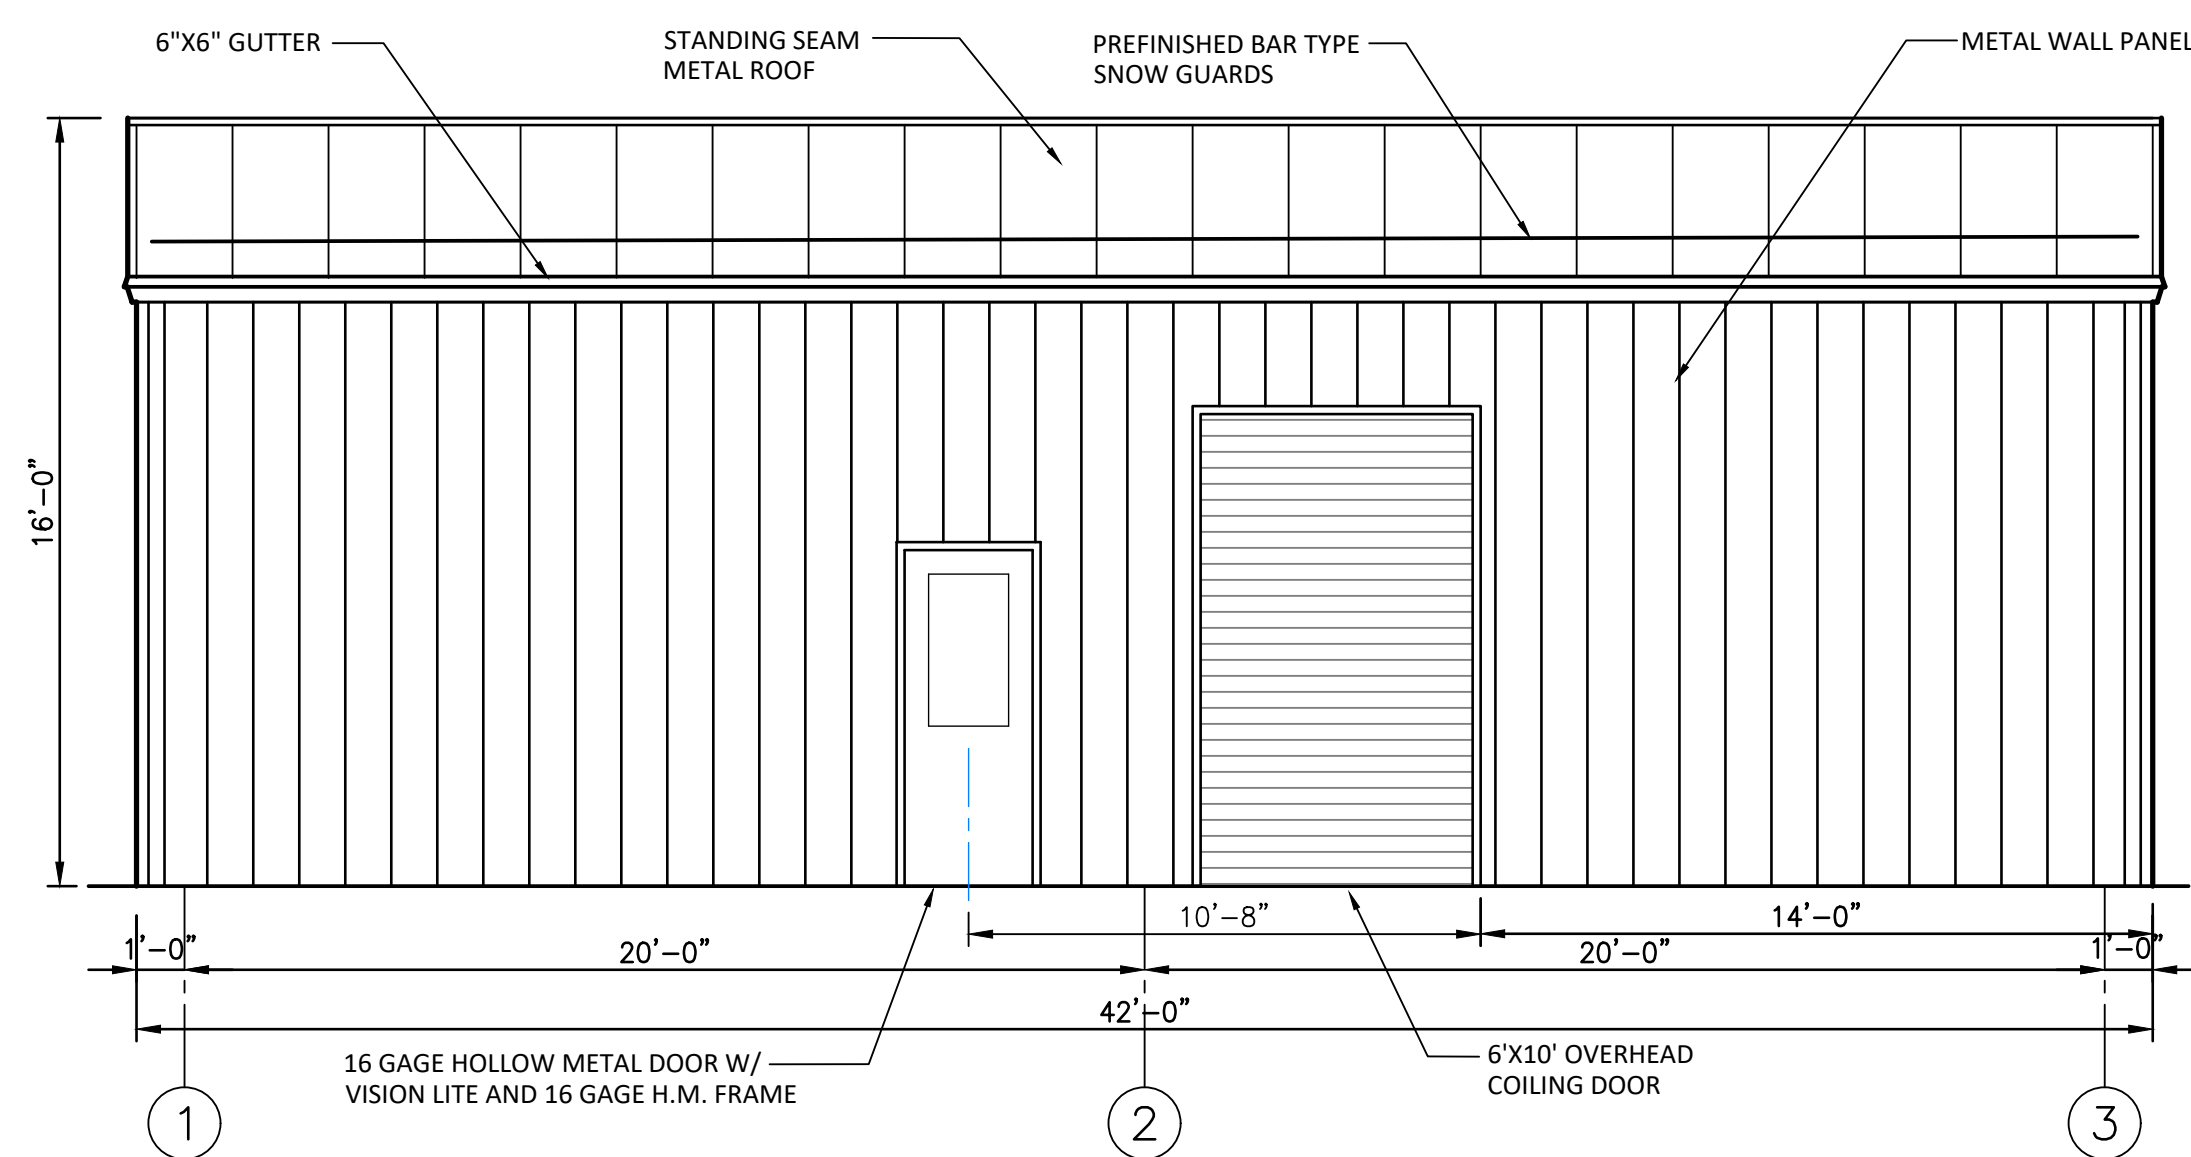 6"X6" GUTTER
STANDING SEAM
METAL ROOF
PREFINISHED BAR TYPE
SNOW GUARDS
METAL WALL PANEL
16'-0"
10'-8"
14'-0"
1'-0"
20'-0"
20'-0"
1'-0"
42'-0"
16 GAGE HOLLOW METAL DOOR W/
VISION LITE AND 16 GAGE H.M. FRAME
6'X10' OVERHEAD
COILING DOOR
1
2
3